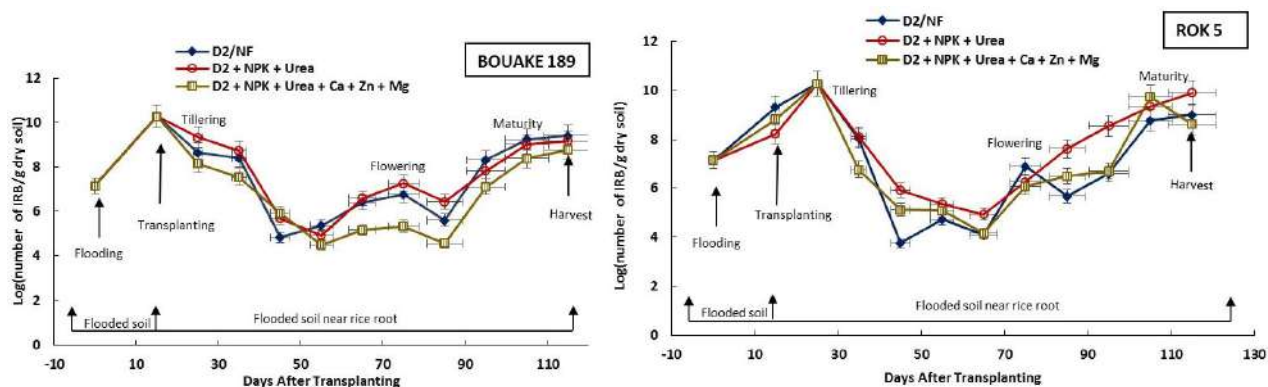 D2/NF
D2 + NPK + Urea
D2 + NPK + Urea + Ca + Zn + Mg
BOUAKE 189
Log(number of IRB/g dry soil)
12
10
8
6
4
2
0
Tillering
Maturity
Flowering
Transplanting
Flooding
Harvest
Flooded soil
Flooded soil near rice root
-10 10 30 50 70 90 110
Days After Transplanting
D2/NF
D2 + NPK + Urea
D2 + NPK + Urea + Ca + Zn + Mg
ROK 5
Log(number of IRB/g dry soil)
12
10
8
6
4
2
0
Tillering
Maturity
Flowering
Transplanting
Flooding
Harvest
Flooded soil
Flooded soil near rice root
-10 10 30 50 70 90 110 130
Days After Transplanting